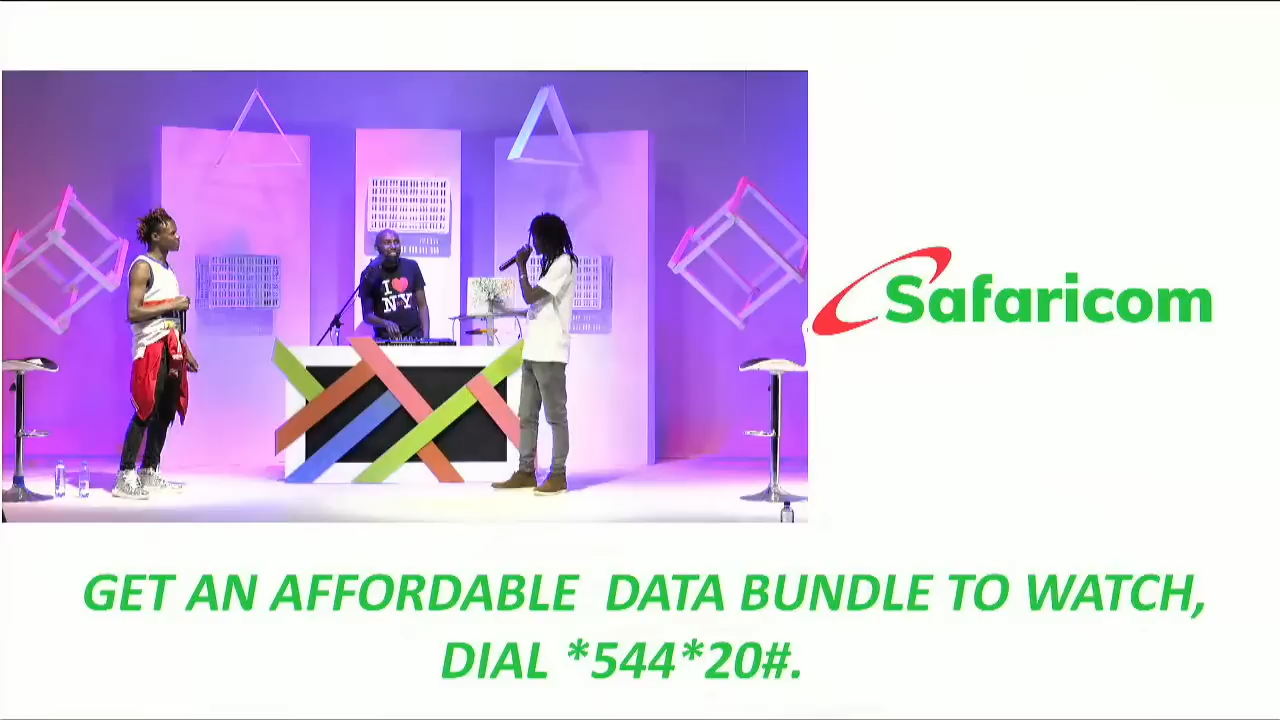 I ❤ NY
Safaricom
GET AN AFFORDABLE DATA BUNDLE TO WATCH,
DIAL *544*20#.